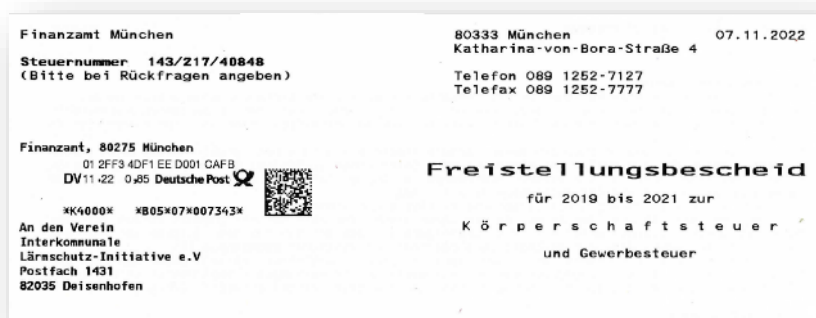 Finanzamt München
Steuernummer 143/217/40848
(Bitte bei Rückfragen angeben)
80333 München 07.11.2022
Katharina-von-Bora-Straße 4
Telefon 089 1252-7127
Telefax 089 1252-7777
Finanzamt, 80275 München
01 2FF3 4DF1 EE D001 CAFB
DV 11.22 0,85 Deutsche Post
*K4000* *B05*07*007343*
An den Verein
Interkommunale
Lärmschutz-Initiative e.V
Postfach 1431
82035 Deisenhofen
Freistellungsbescheid
für 2019 bis 2021 zur
Körperschaftsteuer
und Gewerbesteuer